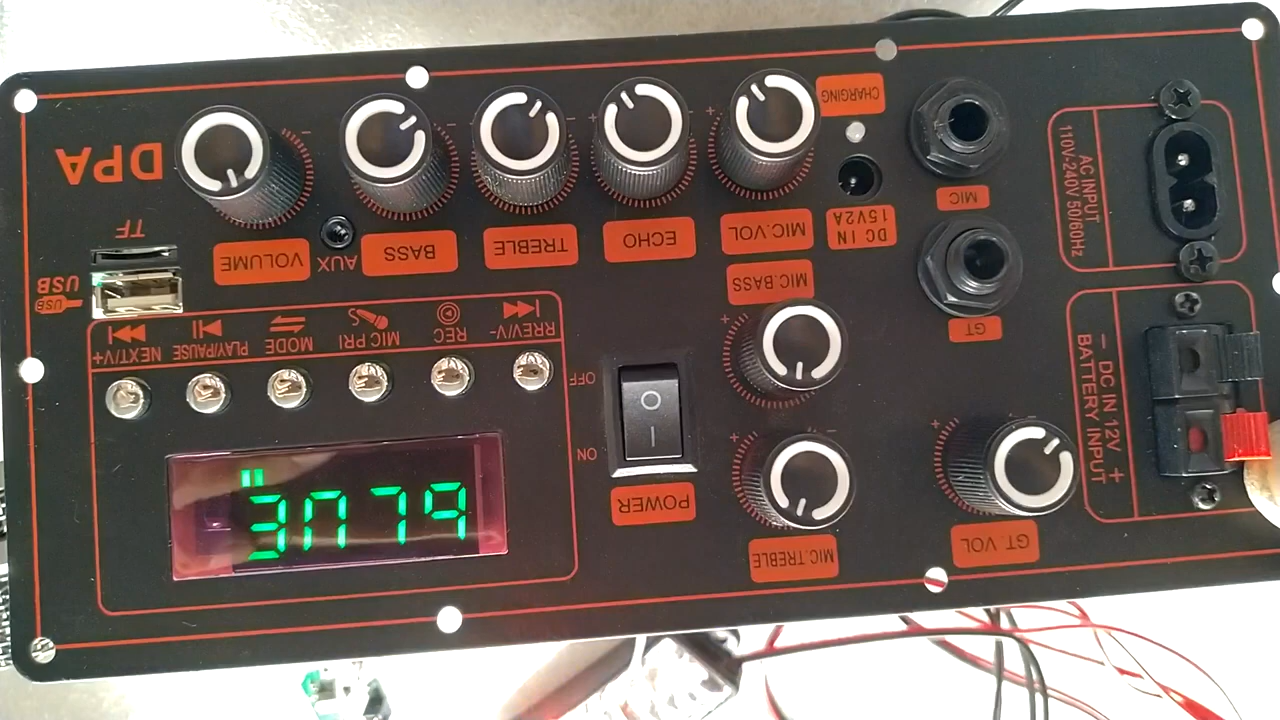 GT. VOL
MIC.TREBLE
POWER
bLUE
ON
OFF
+ DC IN 12V −
BATTERY INPUT
RREV/V-
REC
MIC PRI
MODE
PLAY/PAUSE
NEXT/V+
GT
MIC.BASS
USB
USB
AC INPUT
110V-240V 50/60Hz
MIC
DC IN
15V2A
MIC.VOL
ECHO
TREBLE
BASS
AUX
VOLUME
TF
CHARGING
DPA